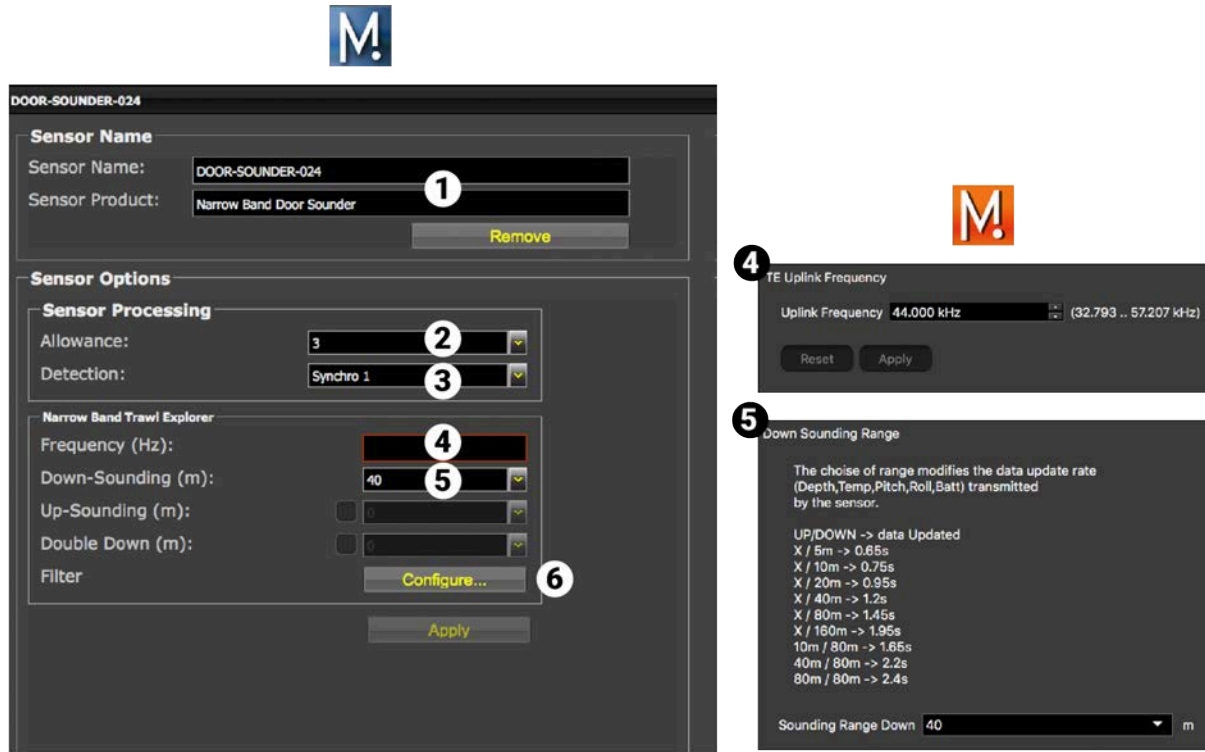 M!
DOOR-SOUNDER-024
Sensor Name
Sensor Name: DOOR-SOUNDER-024
1
Sensor Product: Narrow Band Door Sounder
Remove
Sensor Options
Sensor Processing
Allowance: 3 2
Detection: Synchro 1 3
Narrow Band Trawl Explorer
Frequency (Hz): 4
Down-Sounding (m): 40 5
Up-Sounding (m): 0
Double Down (m): 0
Filter Configure... 6
Apply
M!
4
TE Uplink Frequency
Uplink Frequency 44.000 kHz (32.793 .. 57.207 kHz)
Reset Apply
5
Down Sounding Range
The choise of range modifies the data update rate
(Depth,Temp,Pitch,Roll,Batt) transmitted
by the sensor.
UP/DOWN -> data Updated
X / 5m -> 0.65s
X / 10m -> 0.75s
X / 20m -> 0.95s
X / 40m -> 1.2s
X / 80m -> 1.45s
X / 160m -> 1.95s
10m / 80m -> 1.65s
40m / 80m -> 2.2s
80m / 80m -> 2.4s
Sounding Range Down 40 m